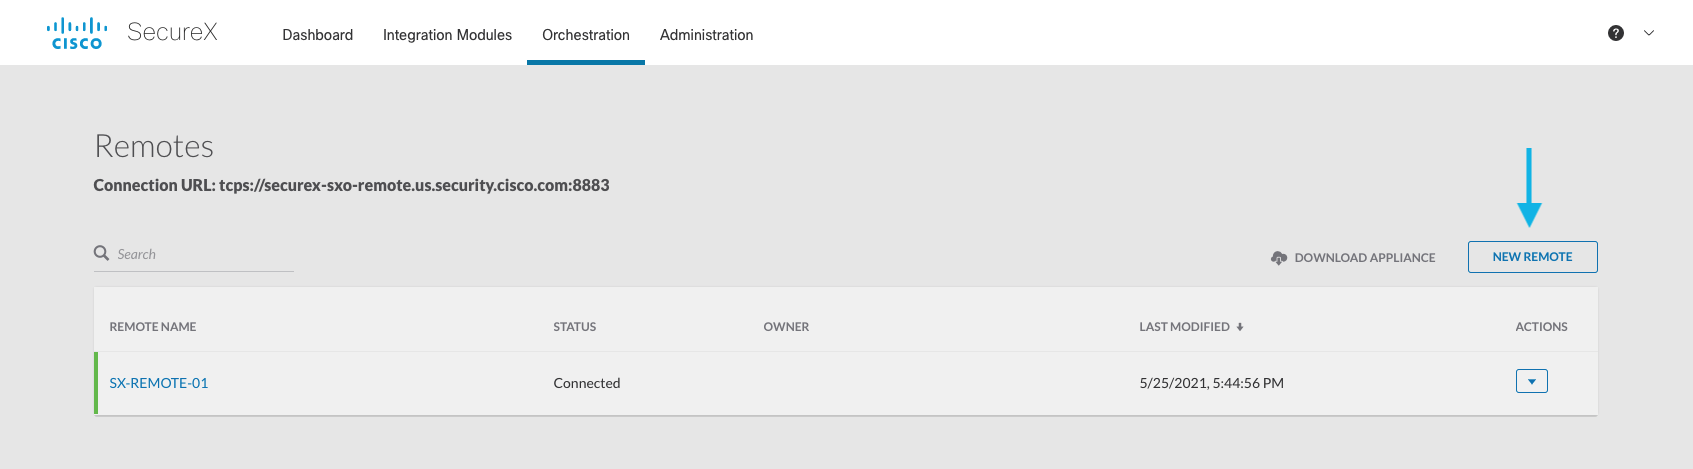 CISCO SecureX Dashboard Integration Modules Orchestration Administration ?
Remotes
Connection URL: tcps://securex-sxo-remote.us.security.cisco.com:8883
Search DOWNLOAD APPLIANCE NEW REMOTE
REMOTE NAME STATUS OWNER LAST MODIFIED ACTIONS
SX-REMOTE-01 Connected 5/25/2021, 5:44:56 PM